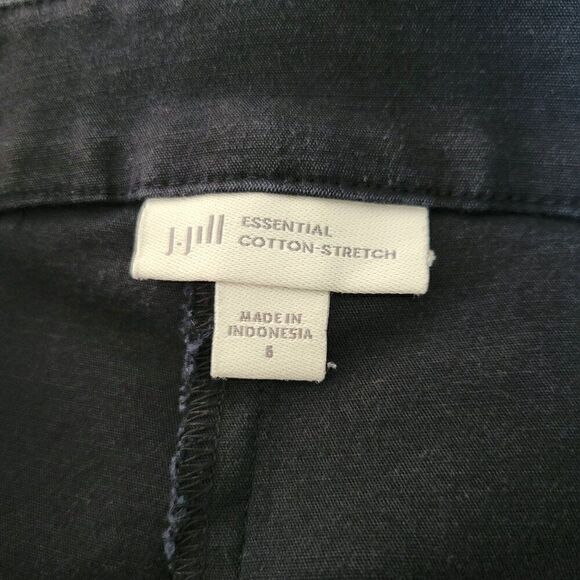 J.Jill
ESSENTIAL
COTTON-STRETCH
MADE IN
INDONESIA
6